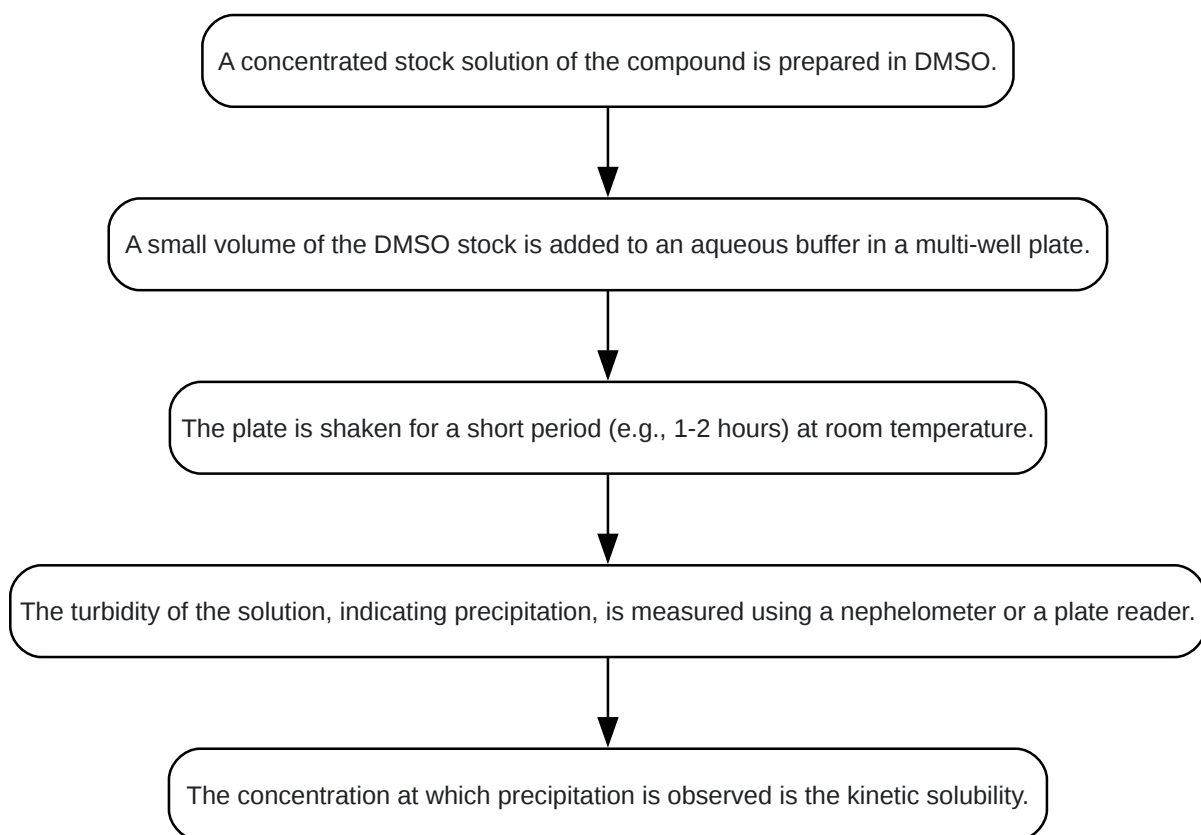 A concentrated stock solution of the compound is prepared in DMSO.
A small volume of the DMSO stock is added to an aqueous buffer in a multi-well plate.
The plate is shaken for a short period (e.g., 1-2 hours) at room temperature.
The turbidity of the solution, indicating precipitation, is measured using a nephelometer or a plate reader.
The concentration at which precipitation is observed is the kinetic solubility.